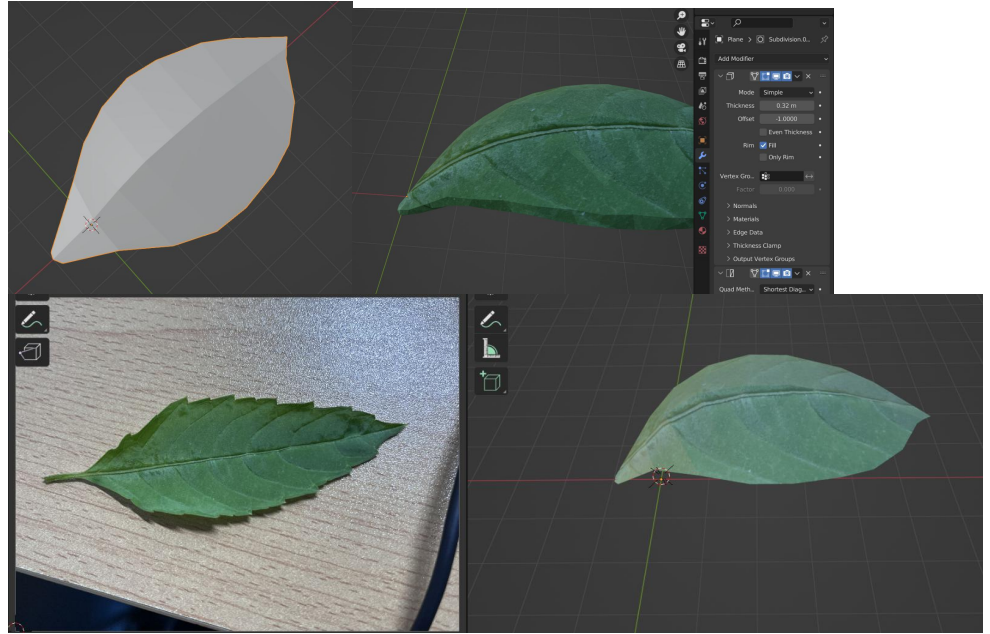 Plane > Subdivision.0...
Add Modifier
Mode Simple
Thickness 0.32 m
Offset -1.0000
Even Thickness
Rim Fill
Only Rim
Vertex Gro...
Factor 0.000
> Normals
> Materials
> Edge Data
> Thickness Clamp
> Output Vertex Groups
Quad Meth... Shortest Diag...